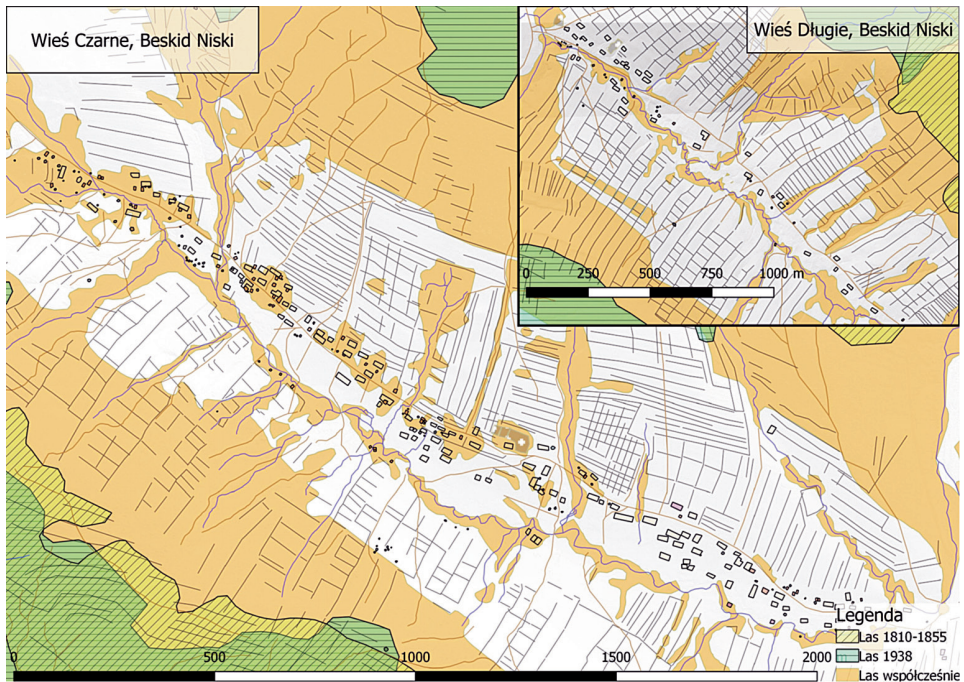 Wieś Czarne, Beskid Niski
Wieś Długie, Beskid Niski
0 250 500 750 1000 m
Legenda
Las 1810-1855
Las 1938
Las współcześnie
0 500 1000 1500 2000